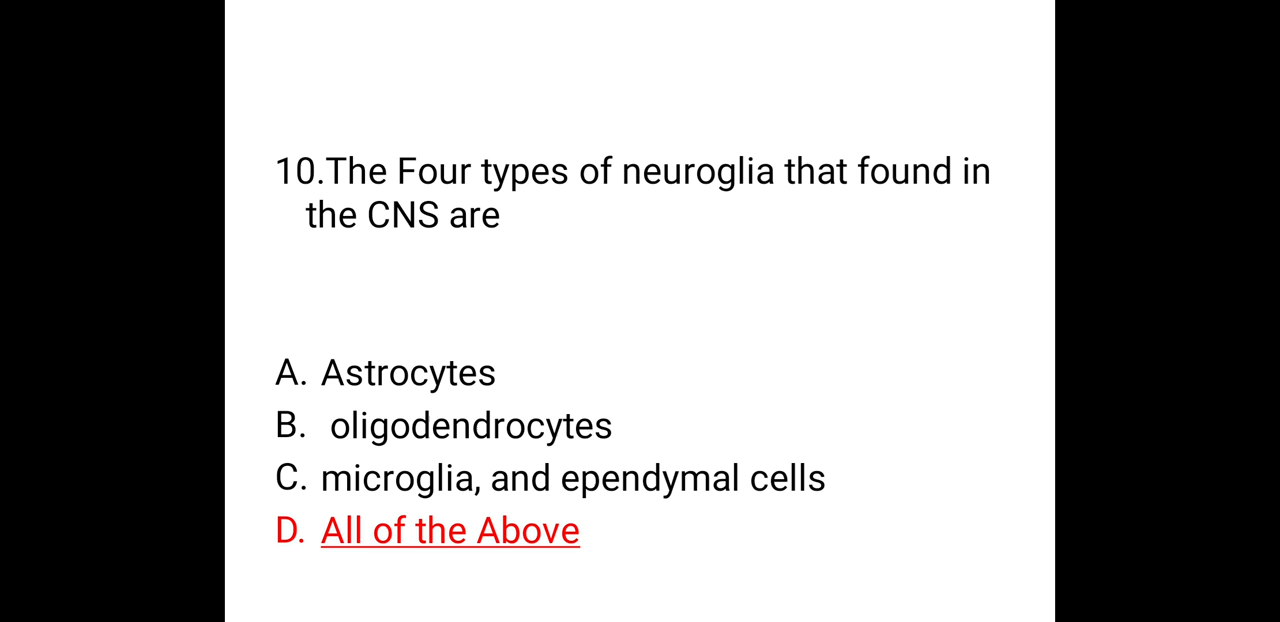 10.The Four types of neuroglia that found in
the CNS are
A. Astrocytes
B. oligodendrocytes
C. microglia, and ependymal cells
D. All of the Above